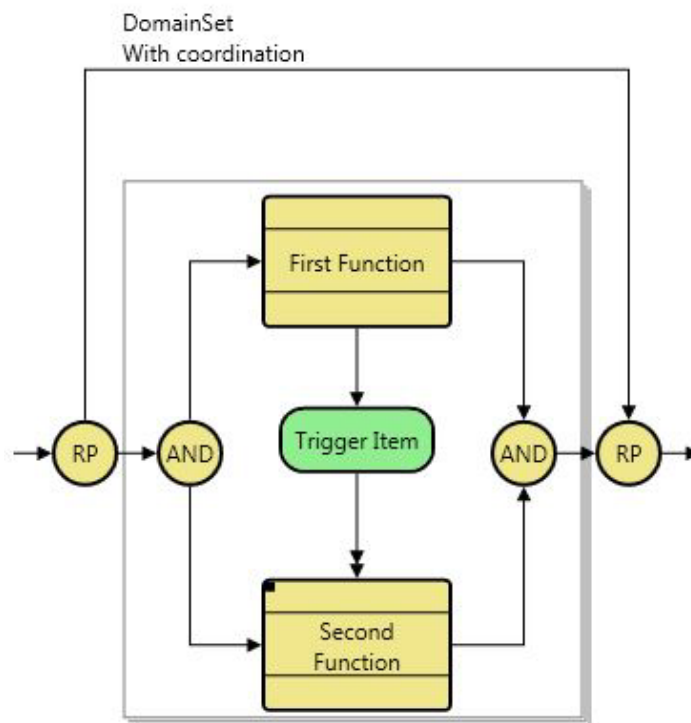 DomainSet
With coordination
First Function
RP
AND
Trigger Item
AND
RP
Second
Function